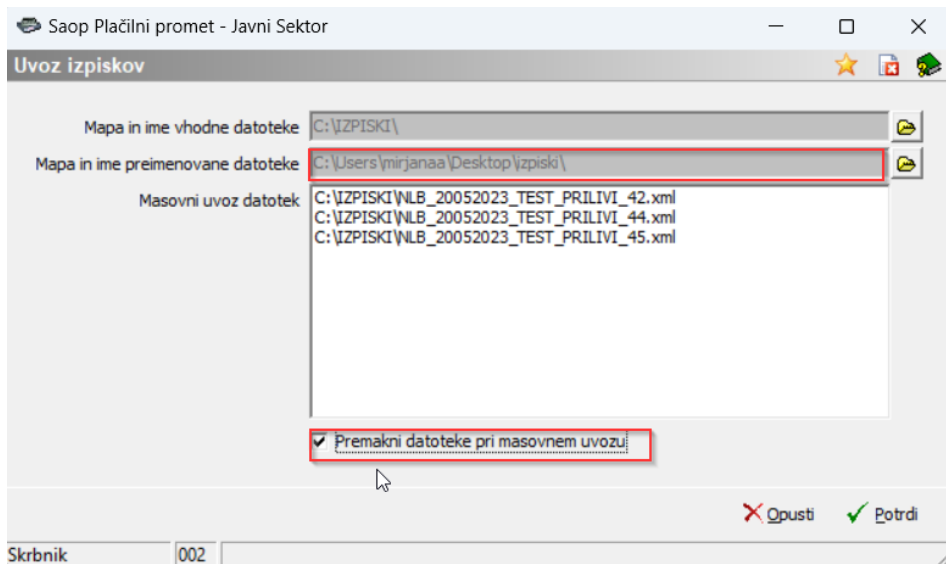 Saop Plačilni promet - Javni Sektor
Uvoz izpiskov
Mapa in ime vhodne datoteke C:\IZPISKI\
Mapa in ime preimenovane datoteke C:\Users\mirjanaa\Desktop\izpiski\
Masovni uvoz datotek C:\IZPISKI\NLB_20052023_TEST_PRILIVI_42.xml
C:\IZPISKI\NLB_20052023_TEST_PRILIVI_44.xml
C:\IZPISKI\NLB_20052023_TEST_PRILIVI_45.xml
Premakni datoteke pri masovnem uvozu
Opusti Potrdi
Skrbnik 002